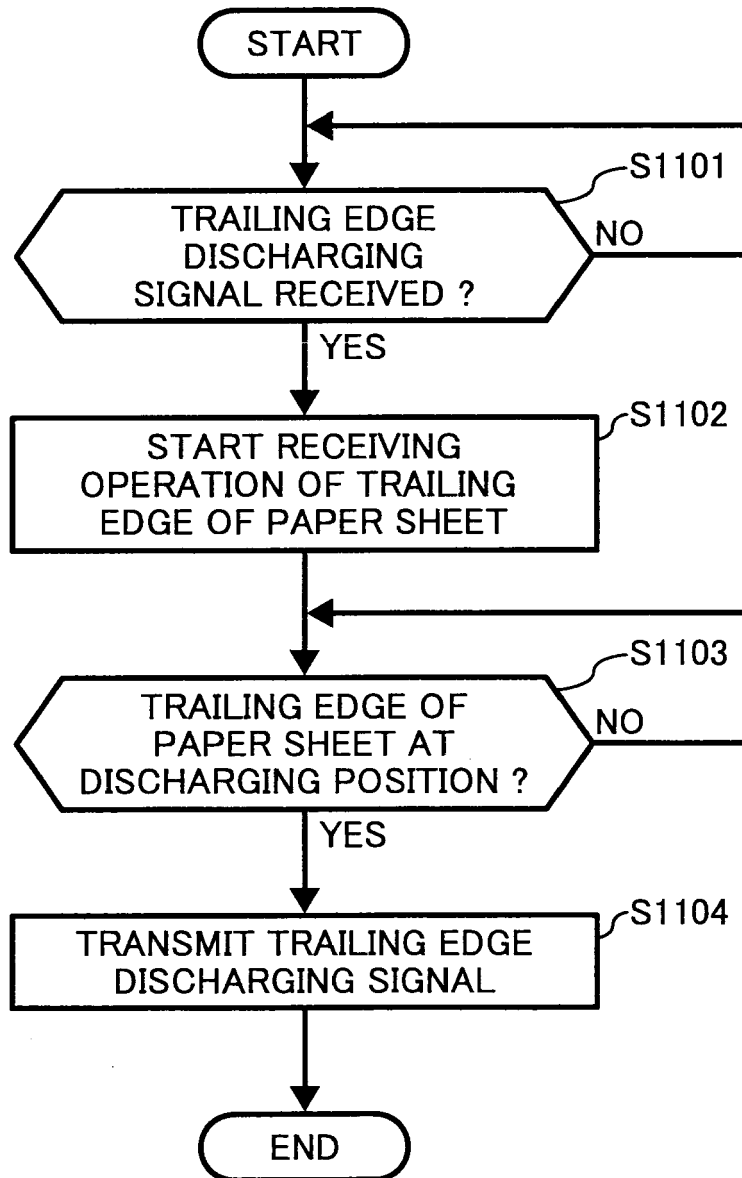 START
S1101
TRAILING EDGE
DISCHARGING
SIGNAL RECEIVED ?
NO
YES
S1102
START RECEIVING
OPERATION OF TRAILING
EDGE OF PAPER SHEET
S1103
TRAILING EDGE OF
PAPER SHEET AT
DISCHARGING POSITION ?
NO
YES
S1104
TRANSMIT TRAILING EDGE
DISCHARGING SIGNAL
END